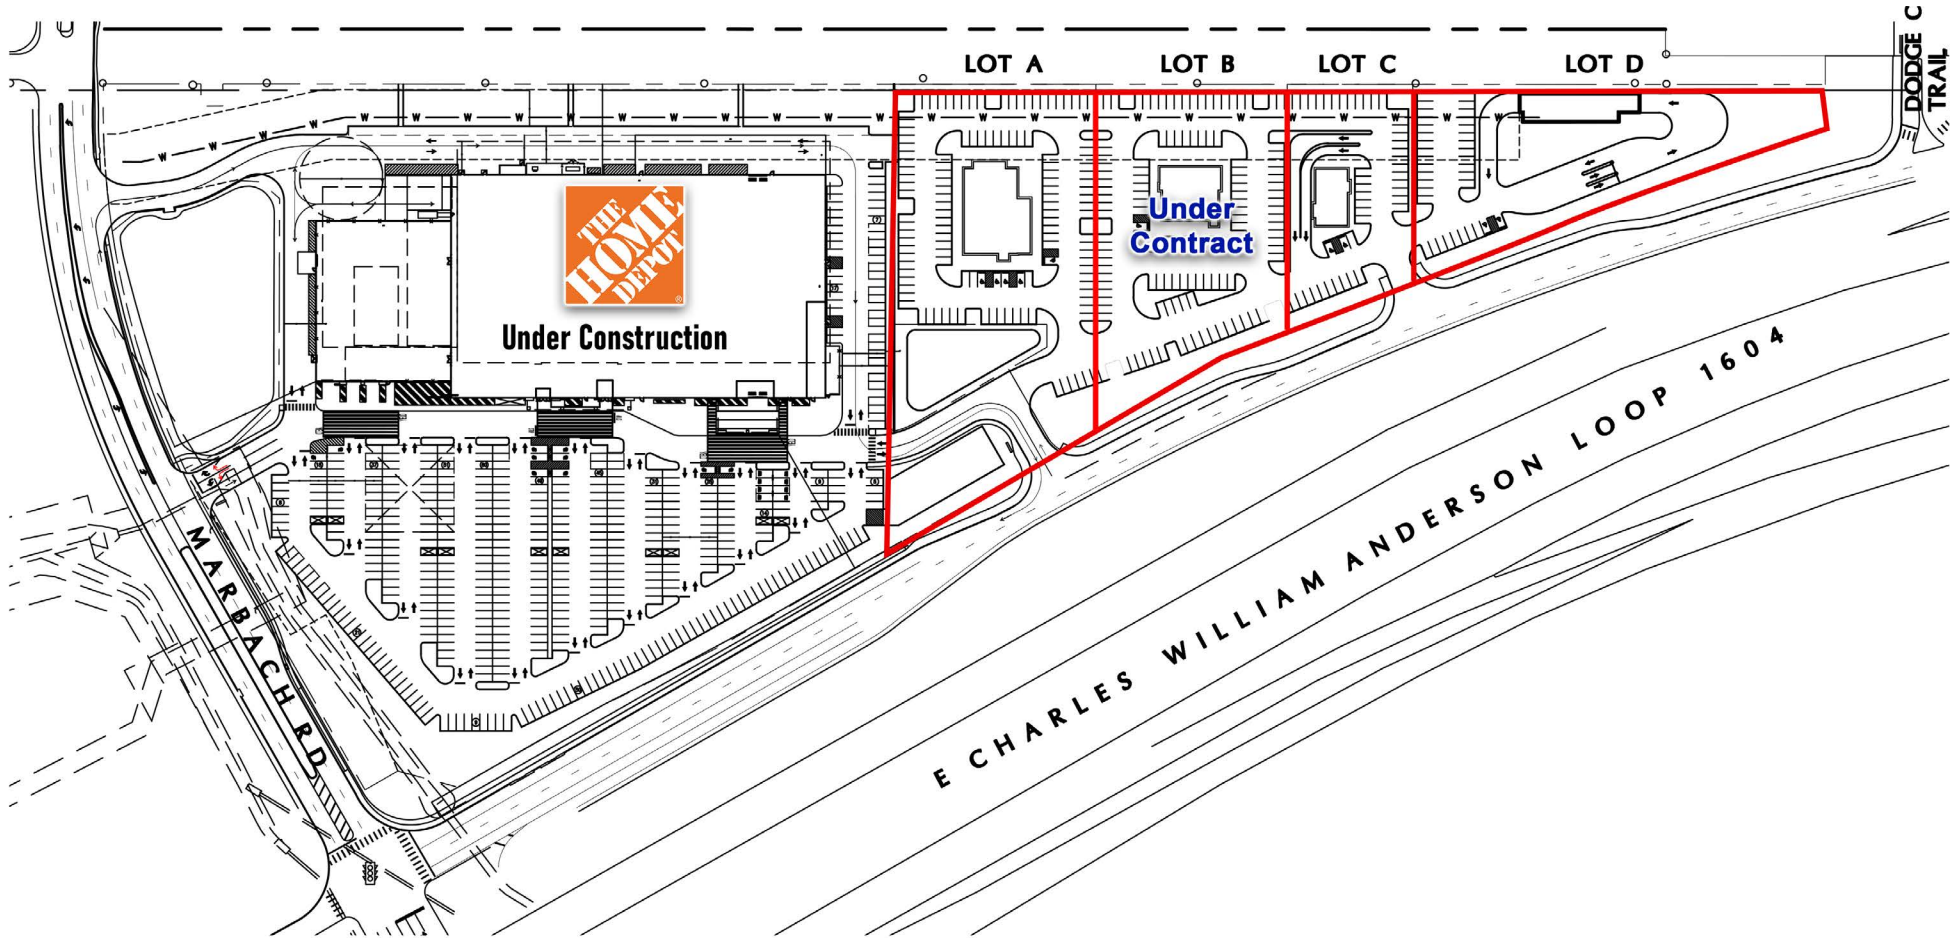 LOT A
LOT B
LOT C
LOT D
DODGE C
TRAIL
W W W W W W W W W W W W W W W W W W W W W W W W W W
THE
HOME
DEPOT
®
Under Construction
Under
Contract
MARBACH RD
E CHARLES WILLIAM ANDERSON LOOP 1604